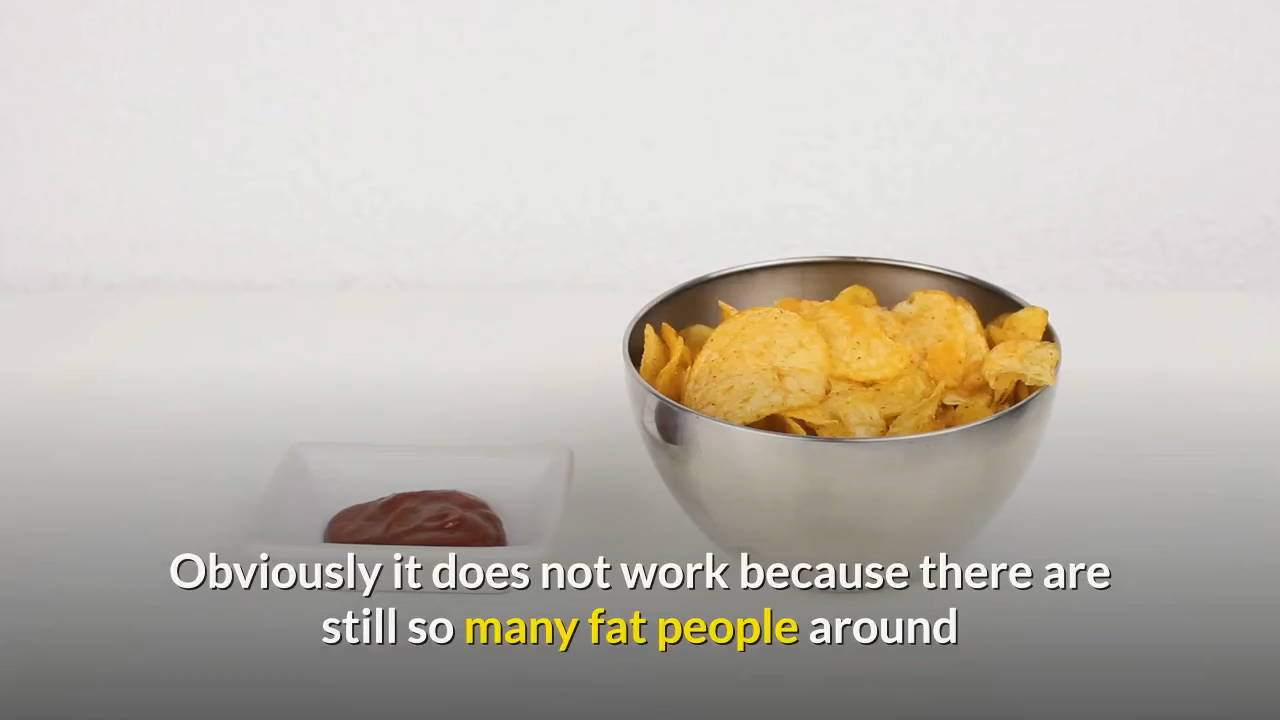 Obviously it does not work because there are
still so many fat people around